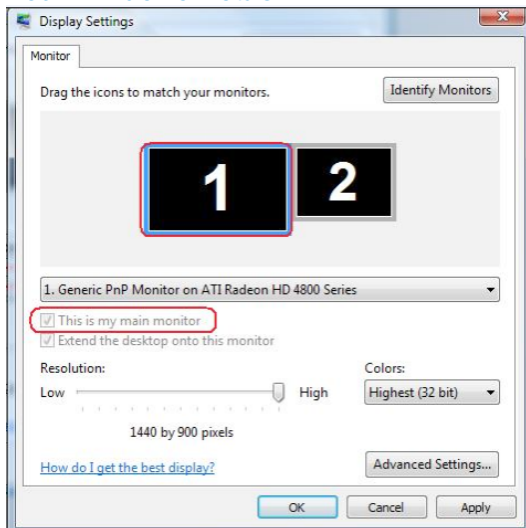 Display Settings
Monitor
Drag the icons to match your monitors.
Identify Monitors
1
2
1. Generic PnP Monitor on ATI Radeon HD 4800 Series
This is my main monitor
Extend the desktop onto this monitor
Resolution:
Colors:
Low
High
Highest (32 bit)
1440 by 900 pixels
How do I get the best display?
Advanced Settings...
OK
Cancel
Apply